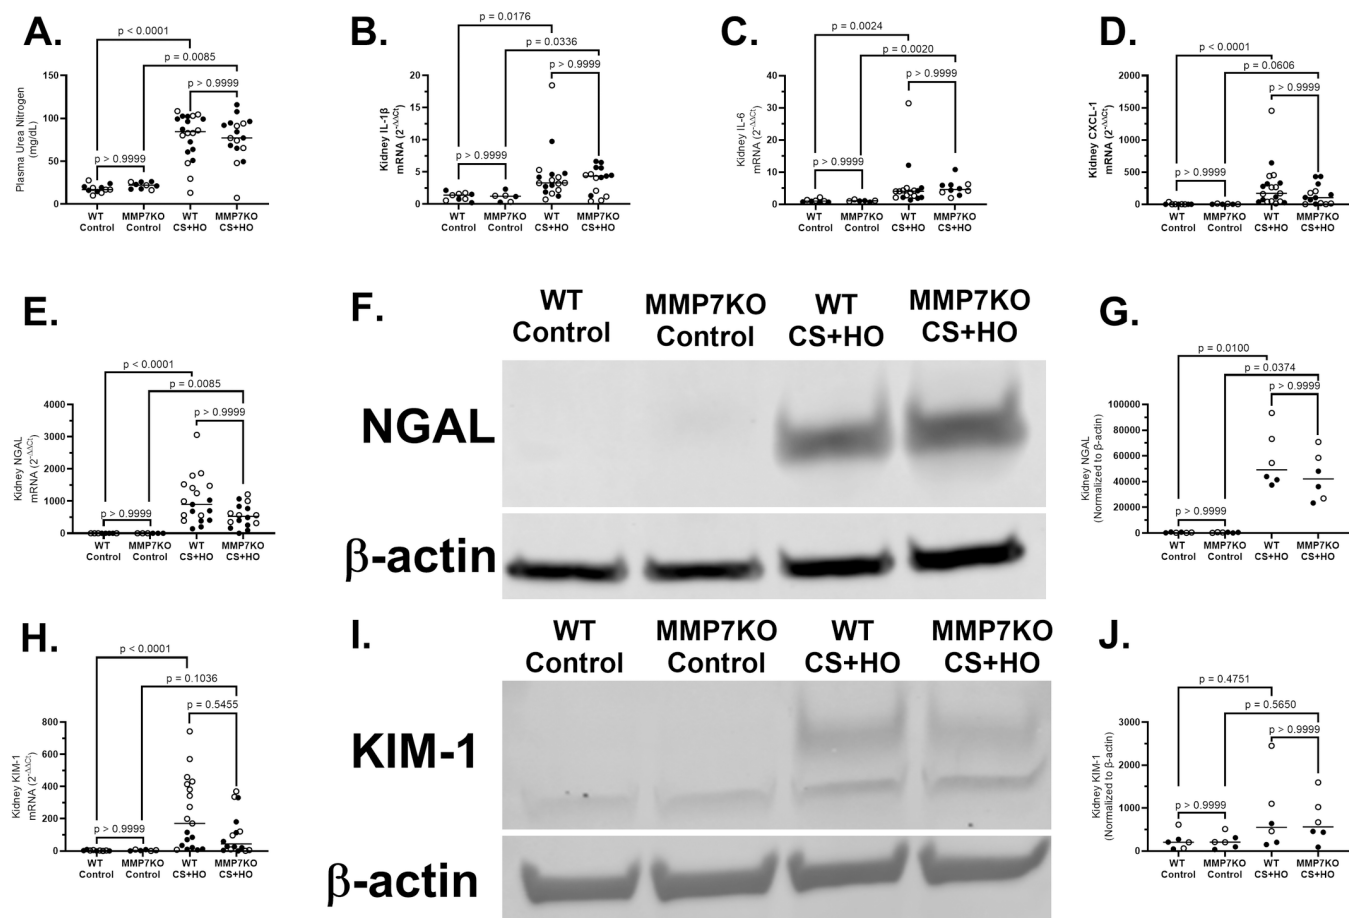 A.
p < 0.0001
p = 0.0085
p > 0.9999
p > 0.9999
Plasma Urea Nitrogen
(mg/dL)
150
100
50
0
WT
Control
MMP7KO
Control
WT
CS+HO
MMP7KO
CS+HO
B.
p = 0.0176
p = 0.0336
p > 0.9999
p > 0.9999
Kidney IL-1β
mRNA (2^-ΔΔCt)
25
20
15
10
5
0
WT
Control
MMP7KO
Control
WT
CS+HO
MMP7KO
CS+HO
C.
p = 0.0024
p = 0.0020
p > 0.9999
p > 0.9999
Kidney IL-6
mRNA (2^-ΔΔCt)
40
30
20
10
0
WT
Control
MMP7KO
Control
WT
CS+HO
MMP7KO
CS+HO
D.
p < 0.0001
p = 0.0606
p > 0.9999
p > 0.9999
Kidney CXCL-1
mRNA (2^-ΔΔCt)
2000
1500
1000
500
0
WT
Control
MMP7KO
Control
WT
CS+HO
MMP7KO
CS+HO
E.
p < 0.0001
p = 0.0085
p > 0.9999
p > 0.9999
Kidney NGAL
mRNA (2^-ΔΔCt)
4000
3000
2000
1000
0
WT
Control
MMP7KO
Control
WT
CS+HO
MMP7KO
CS+HO
F.
WT
Control
MMP7KO
Control
WT
CS+HO
MMP7KO
CS+HO
NGAL
β-actin
G.
p = 0.0100
p = 0.0374
p > 0.9999
p > 0.9999
Kidney NGAL
(Normalized to β-actin)
100000
80000
60000
40000
20000
0
WT
Control
MMP7KO
Control
WT
CS+HO
MMP7KO
CS+HO
H.
p < 0.0001
p = 0.1036
p = 0.5455
p > 0.9999
Kidney KIM-1
mRNA (2^-ΔΔCt)
800
600
400
200
0
WT
Control
MMP7KO
Control
WT
CS+HO
MMP7KO
CS+HO
I.
WT
Control
MMP7KO
Control
WT
CS+HO
MMP7KO
CS+HO
KIM-1
β-actin
J.
p = 0.4751
p = 0.5650
p > 0.9999
p > 0.9999
Kidney KIM-1
(Normalized to β-actin)
3000
2000
1000
500
0
WT
Control
MMP7KO
Control
WT
CS+HO
MMP7KO
CS+HO